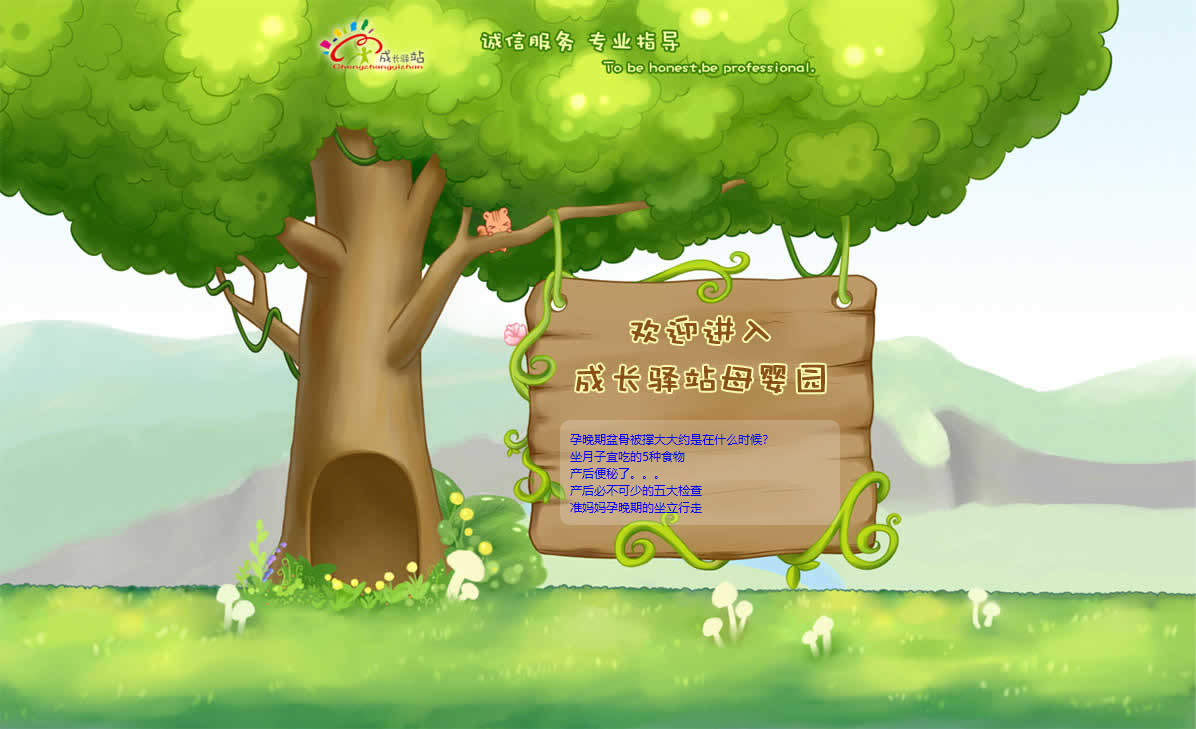 成长驿站
Chengzhangyizhan
诚信服务 专业指导
To be honest,be professional.
欢迎进入
成长驿站母婴园
孕晚期盆骨被撑大大约是在什么时候?
坐月子宜吃的5种食物
产后便秘了。。。
产后必不可少的五大检查
准妈妈孕晚期的坐立行走